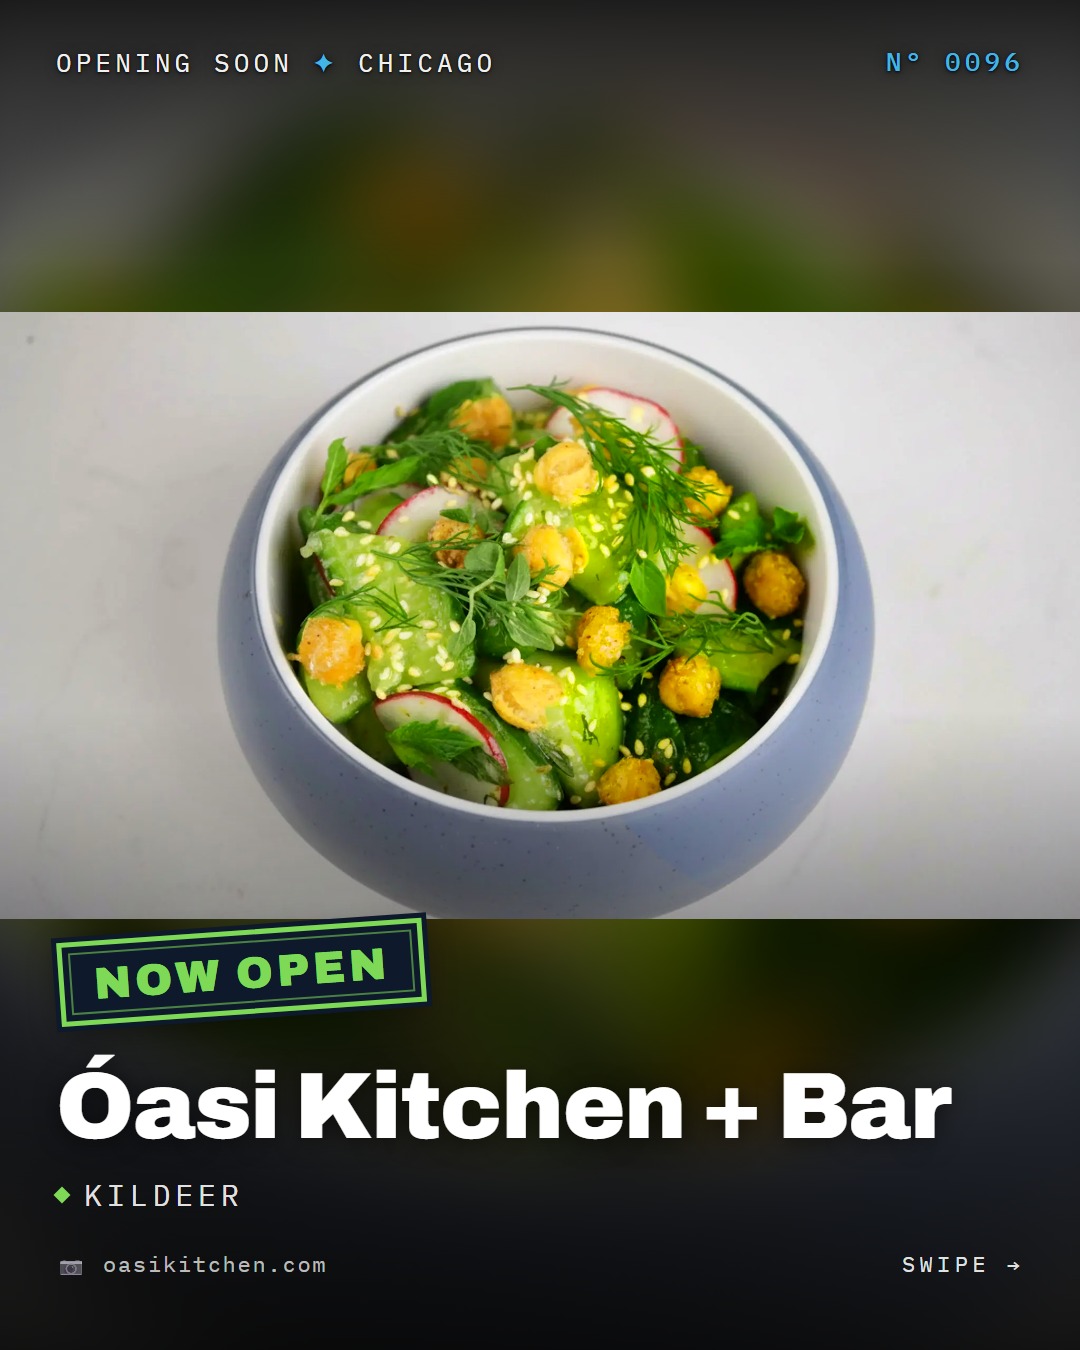 OPENING SOON ✦ CHICAGO
N° 0096
NOW OPEN
Óasi Kitchen + Bar
KILDEER
oasikitchen.com
SWIPE →